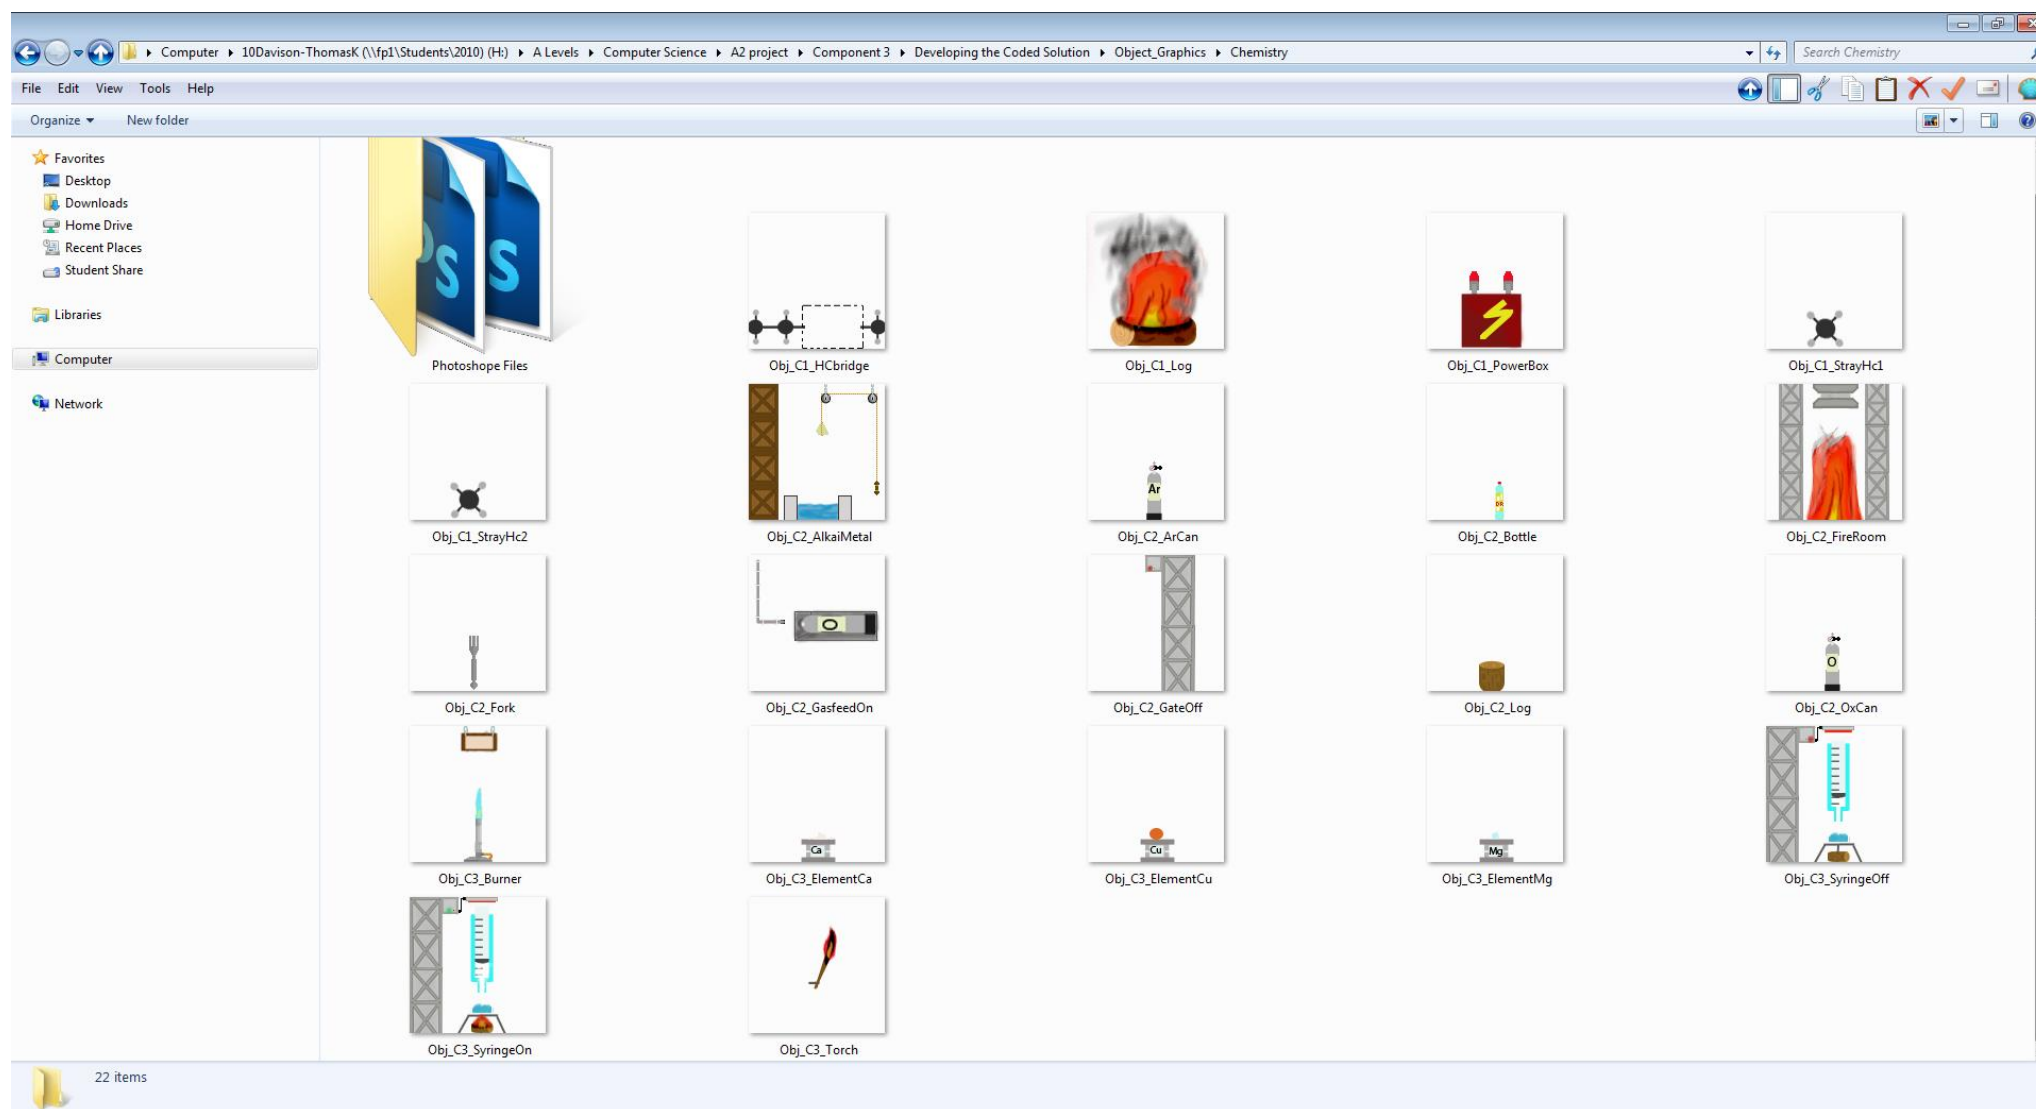 Computer ▸ 10Davison-ThomasK (\\fp1\Students\2010) (H:) ▸ A Levels ▸ Computer Science ▸ A2 project ▸ Component 3 ▸ Developing the Coded Solution ▸ Object_Graphics ▸ Chemistry
Search Chemistry
File Edit View Tools Help
Organize New folder
Favorites
Desktop
Downloads
Home Drive
Recent Places
Student Share
Libraries
Computer
Network
Ps
S
Photoshope Files
Obj_C1_HCbridge
Obj_C1_Log
Obj_C1_PowerBox
Obj_C1_StrayHc1
Ar
Obj_C1_StrayHc2
Obj_C2_AlkaiMetal
Obj_C2_ArCan
Obj_C2_Bottle
Obj_C2_FireRoom
O
O
Obj_C2_Fork
Obj_C2_GasfeedOn
Obj_C2_GateOff
Obj_C2_Log
Obj_C2_OxCan
Ca
Cu
Mg
Obj_C3_Burner
Obj_C3_ElementCa
Obj_C3_ElementCu
Obj_C3_ElementMg
Obj_C3_SyringeOff
Obj_C3_SyringeOn
Obj_C3_Torch
22 items